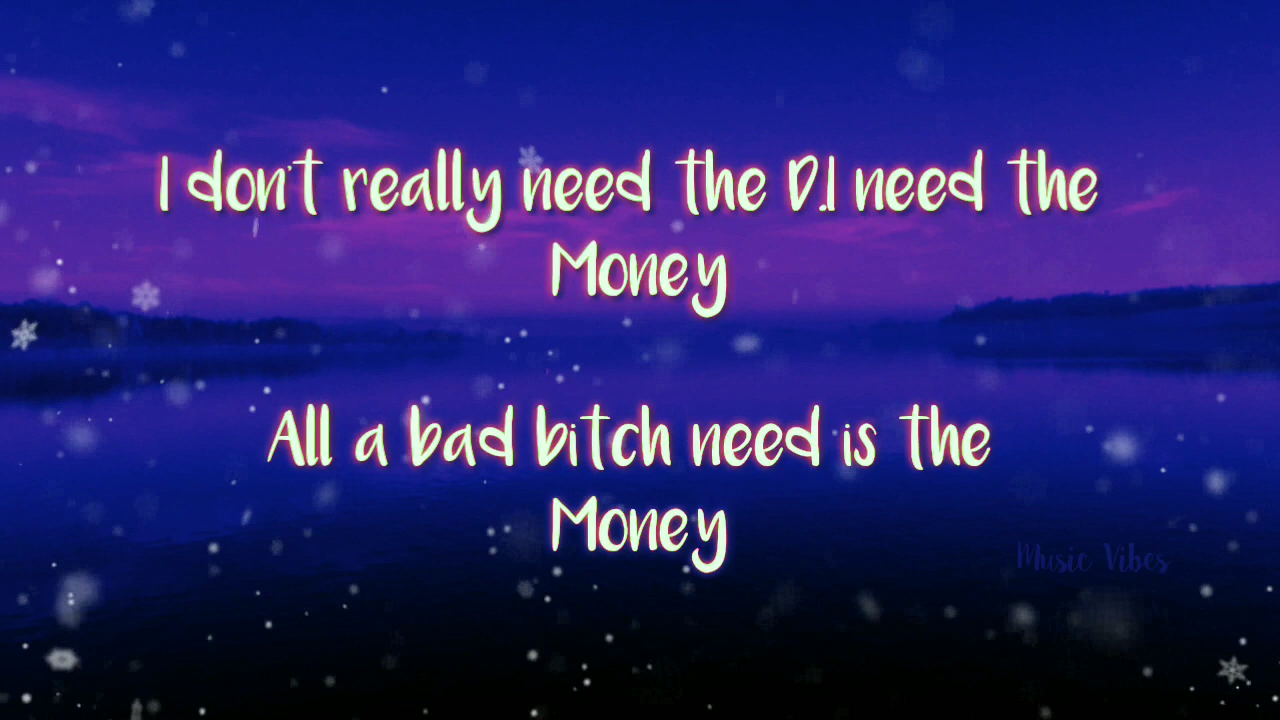 I don't really need the D.I need the
Money
All a bad bitch need is the
Money
Music Vibes